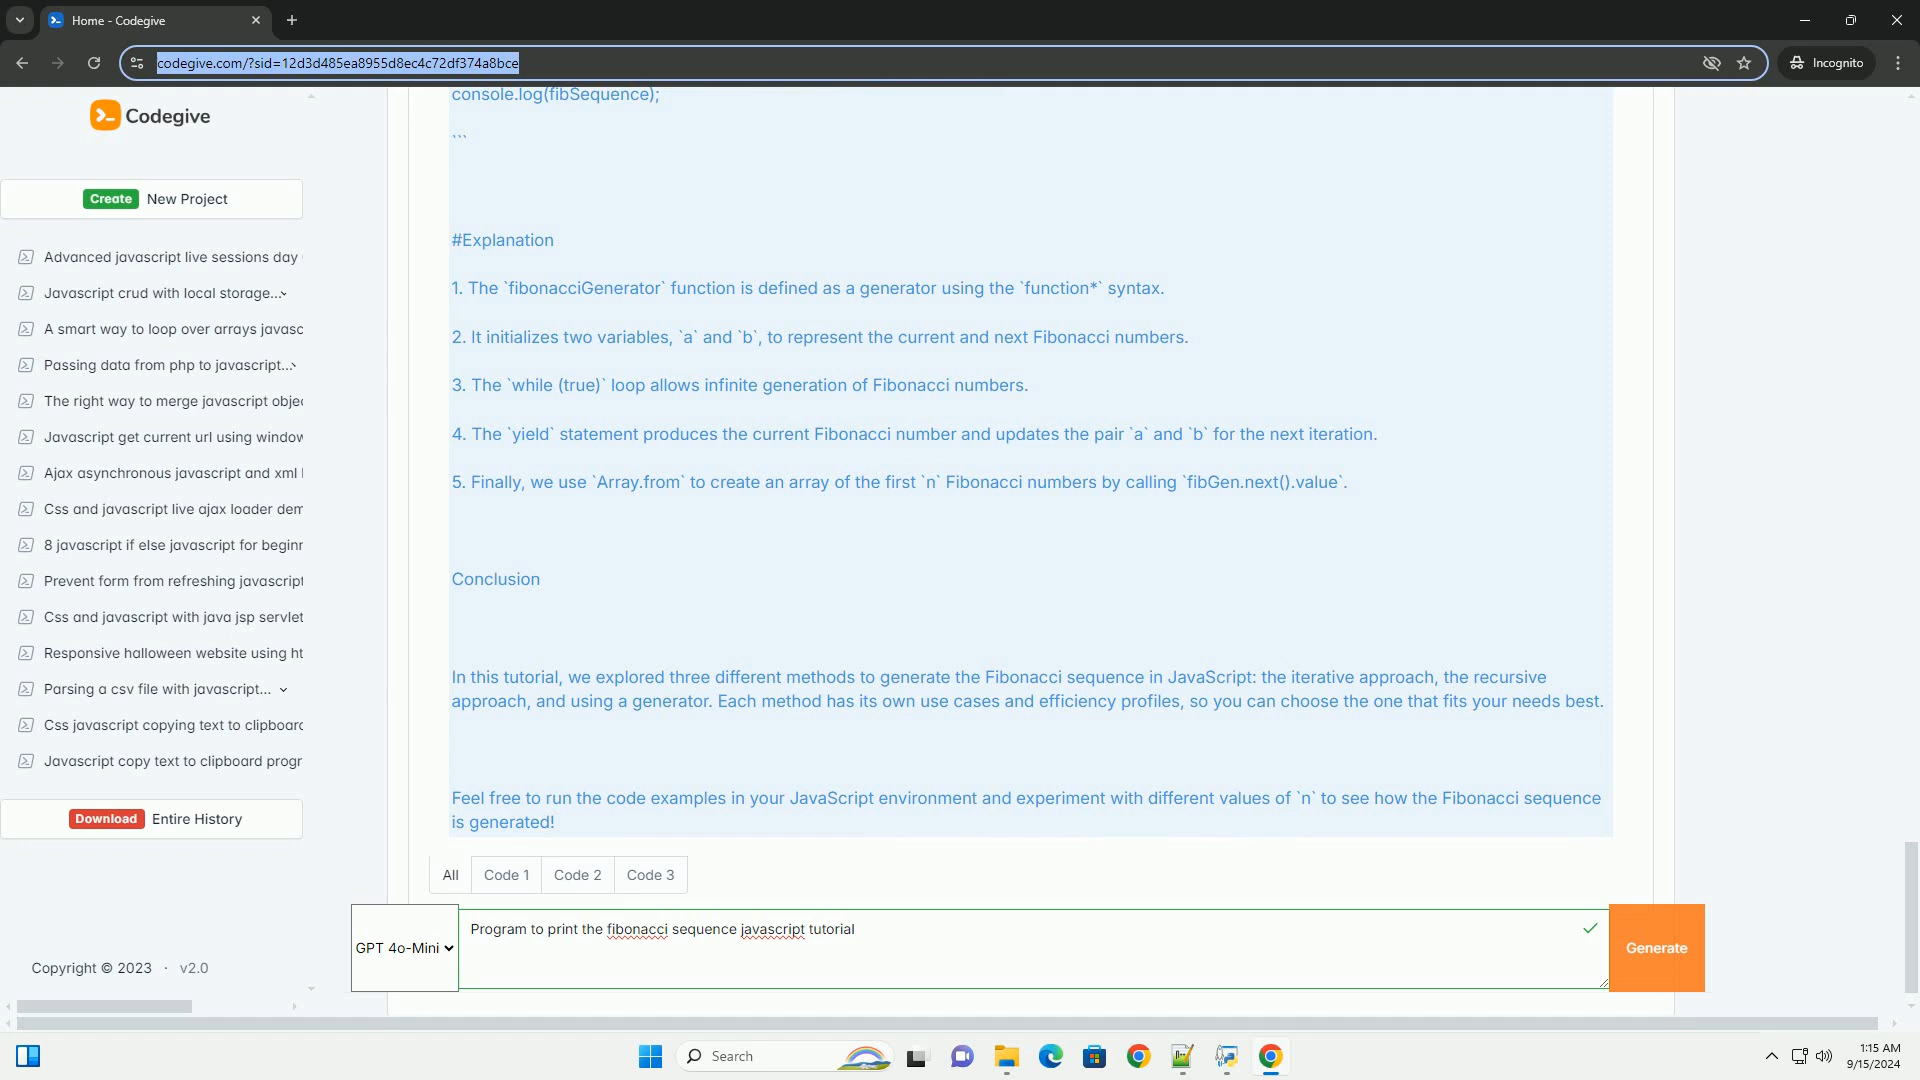 Home - Codegive
codegive.com/?sid=12d3d485ea8955d8ec4c72df374a8bce
Incognito
Codegive
Create New Project
Advanced javascript live sessions day
Javascript crud with local storage...
A smart way to loop over arrays javasc
Passing data from php to javascript...
The right way to merge javascript objec
Javascript get current url using window
Ajax asynchronous javascript and xml
Css and javascript live ajax loader dem
8 javascript if else javascript for beginr
Prevent form from refreshing javascript
Css and javascript with java jsp servlet
Responsive halloween website using ht
Parsing a csv file with javascript...
Css javascript copying text to clipboard
Javascript copy text to clipboard progr
Download Entire History
Copyright © 2023 · v2.0
console.log(fibSequence);
```
#Explanation
1. The `fibonacciGenerator` function is defined as a generator using the `function*` syntax.
2. It initializes two variables, `a` and `b`, to represent the current and next Fibonacci numbers.
3. The `while (true)` loop allows infinite generation of Fibonacci numbers.
4. The `yield` statement produces the current Fibonacci number and updates the pair `a` and `b` for the next iteration.
5. Finally, we use `Array.from` to create an array of the first `n` Fibonacci numbers by calling `fibGen.next().value`.
Conclusion
In this tutorial, we explored three different methods to generate the Fibonacci sequence in JavaScript: the iterative approach, the recursive
approach, and using a generator. Each method has its own use cases and efficiency profiles, so you can choose the one that fits your needs best.
Feel free to run the code examples in your JavaScript environment and experiment with different values of `n` to see how the Fibonacci sequence
is generated!
All Code 1 Code 2 Code 3
GPT 4o-Mini
Program to print the fibonacci sequence javascript tutorial
Generate
Search
1:15 AM
9/15/2024